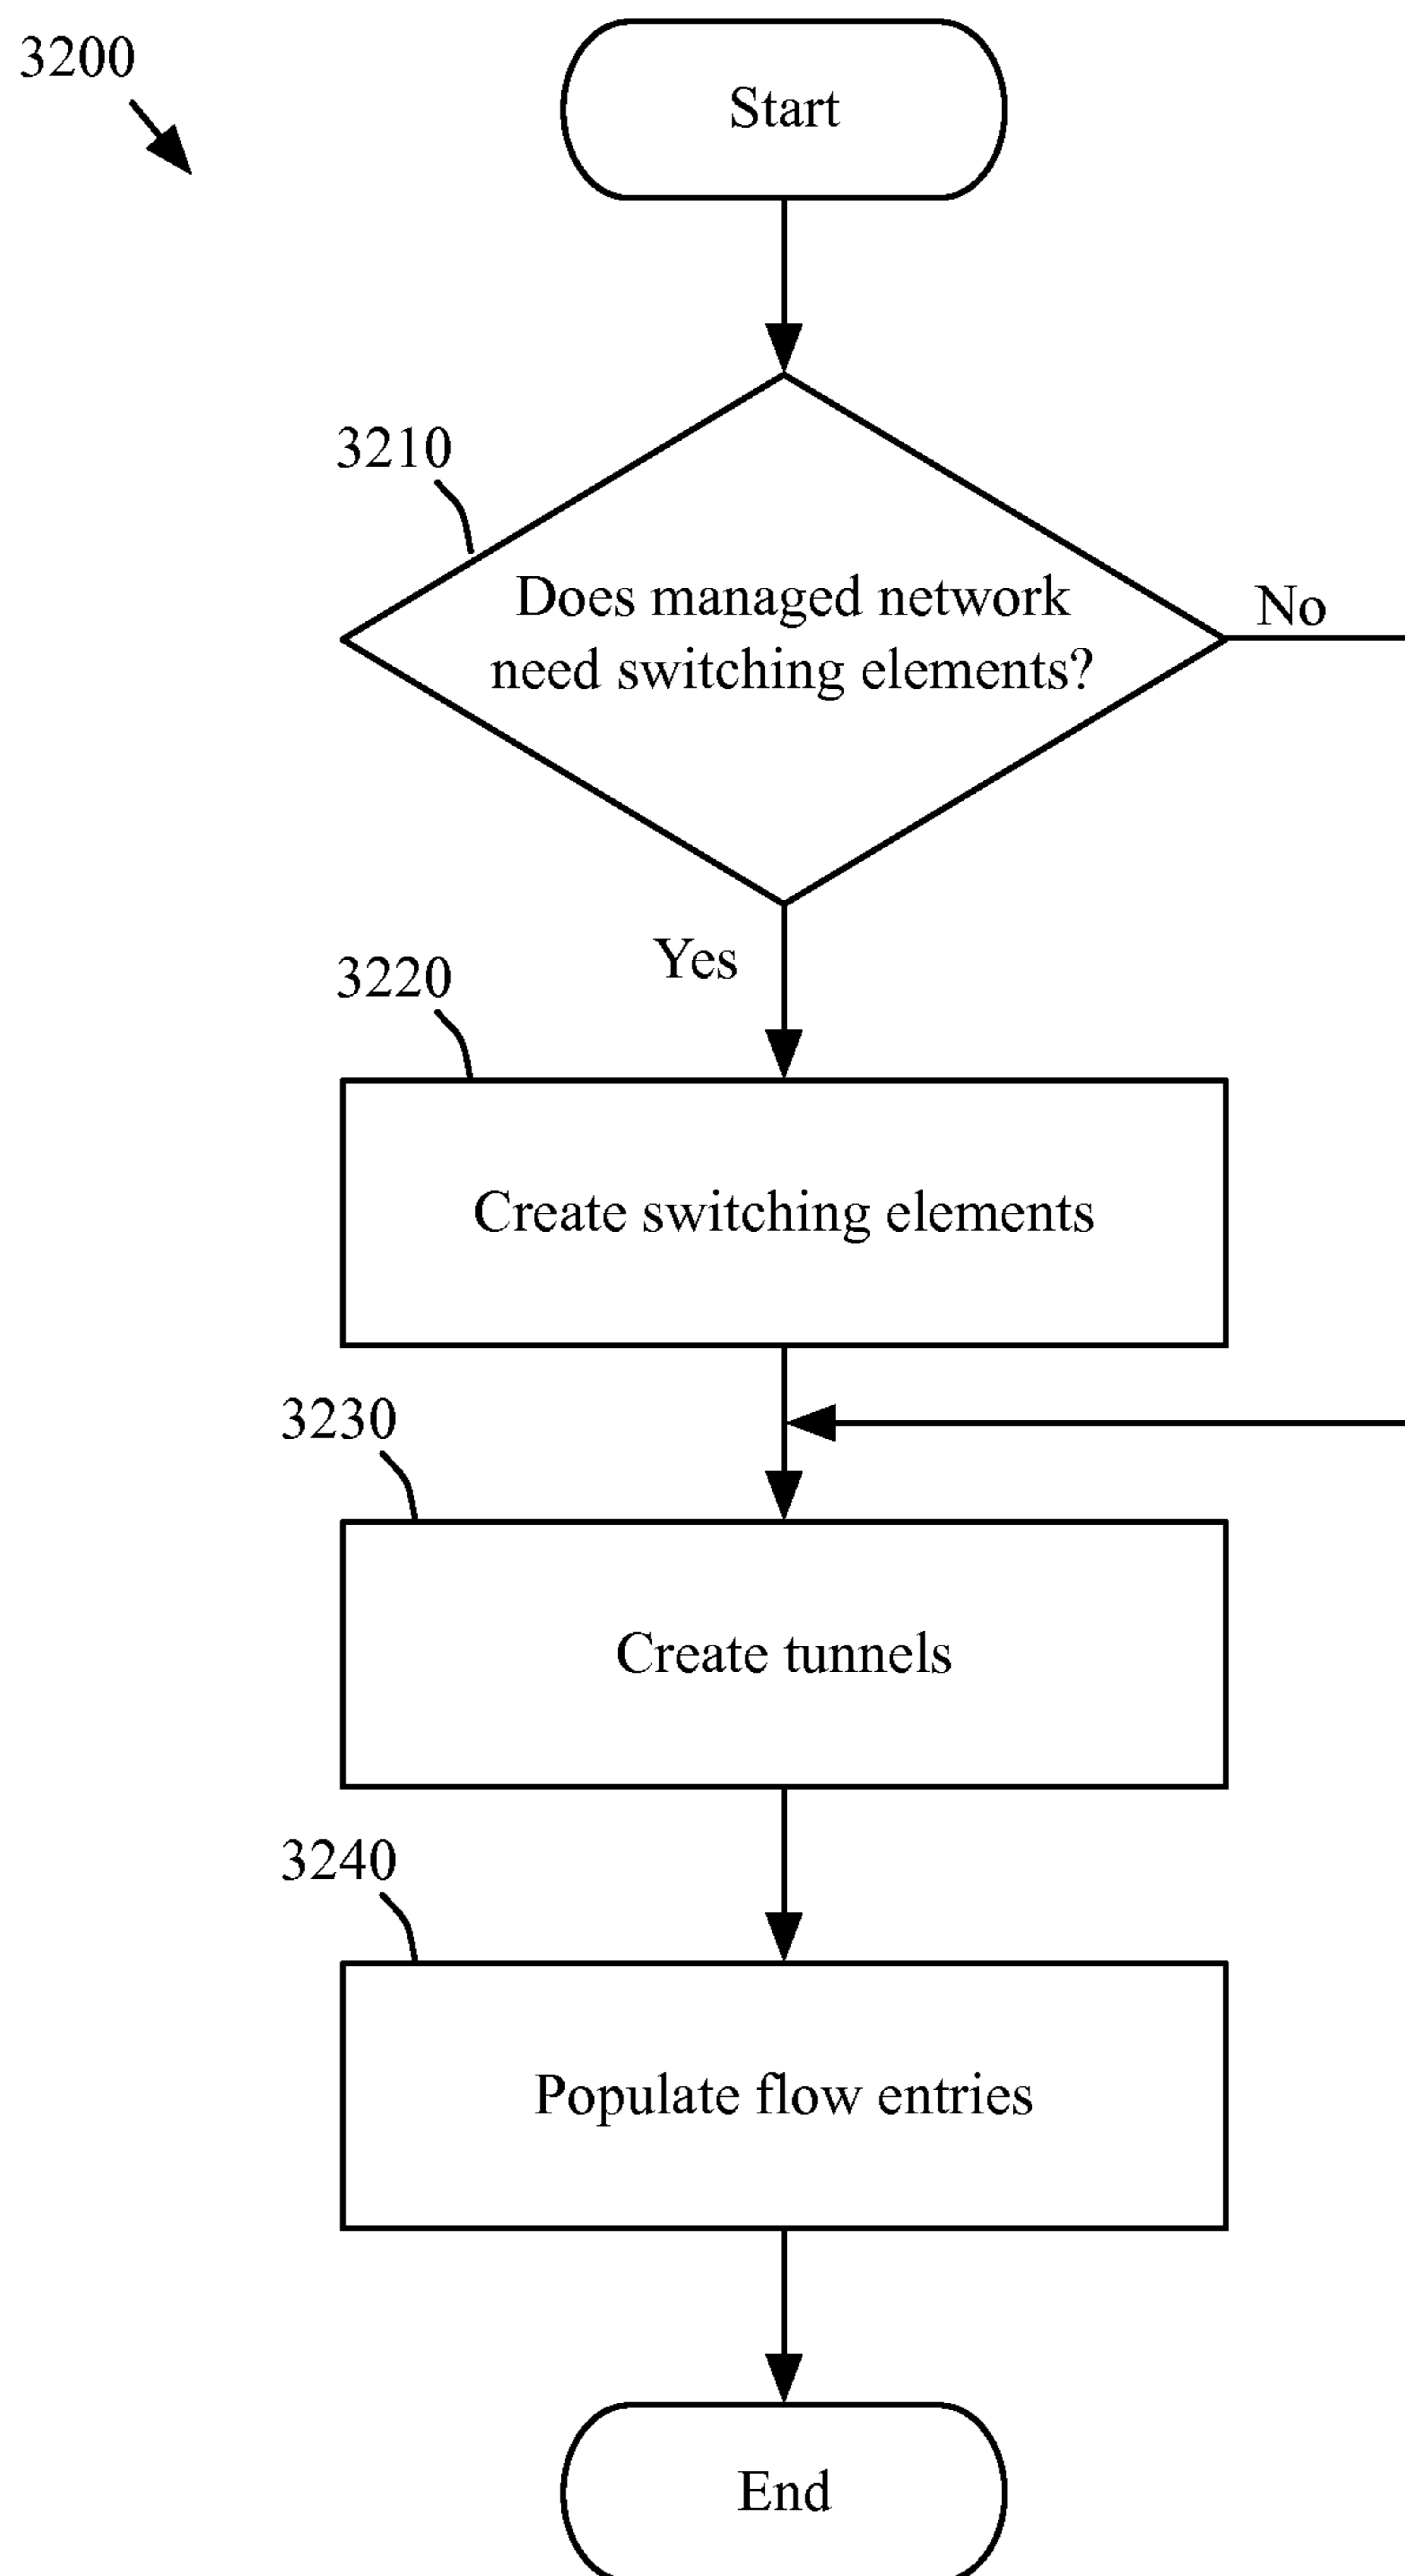 3200
Start
3210
Does managed network
need switching elements?
No
Yes
3220
Create switching elements
3230
Create tunnels
3240
Populate flow entries
End